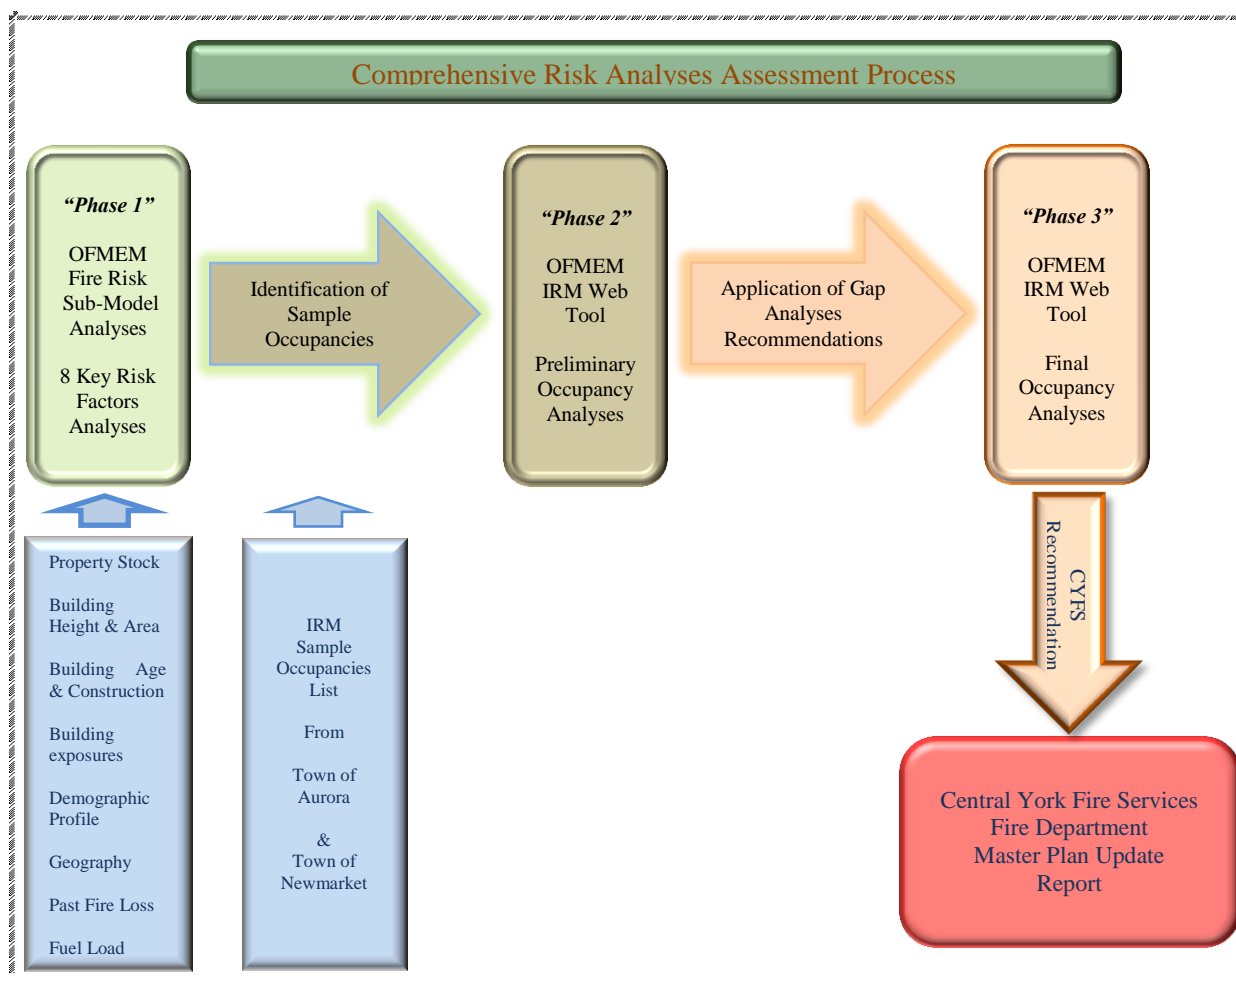 Comprehensive Risk Analyses Assessment Process
“Phase 1”
OFMEM
Fire Risk
Sub-Model
Analyses
8 Key Risk
Factors
Analyses
Identification of
Sample
Occupancies
“Phase 2”
OFMEM
IRM Web
Tool
Preliminary
Occupancy
Analyses
Application of Gap
Analyses
Recommendations
“Phase 3”
OFMEM
IRM Web
Tool
Final
Occupancy
Analyses
Property Stock
Building
Height & Area
Building Age
& Construction
Building
exposures
Demographic
Profile
Geography
Past Fire Loss
Fuel Load
IRM
Sample
Occupancies
List
From
Town of
Aurora
&
Town of
Newmarket
CYFS
Recommendation
Central York Fire Services
Fire Department
Master Plan Update
Report